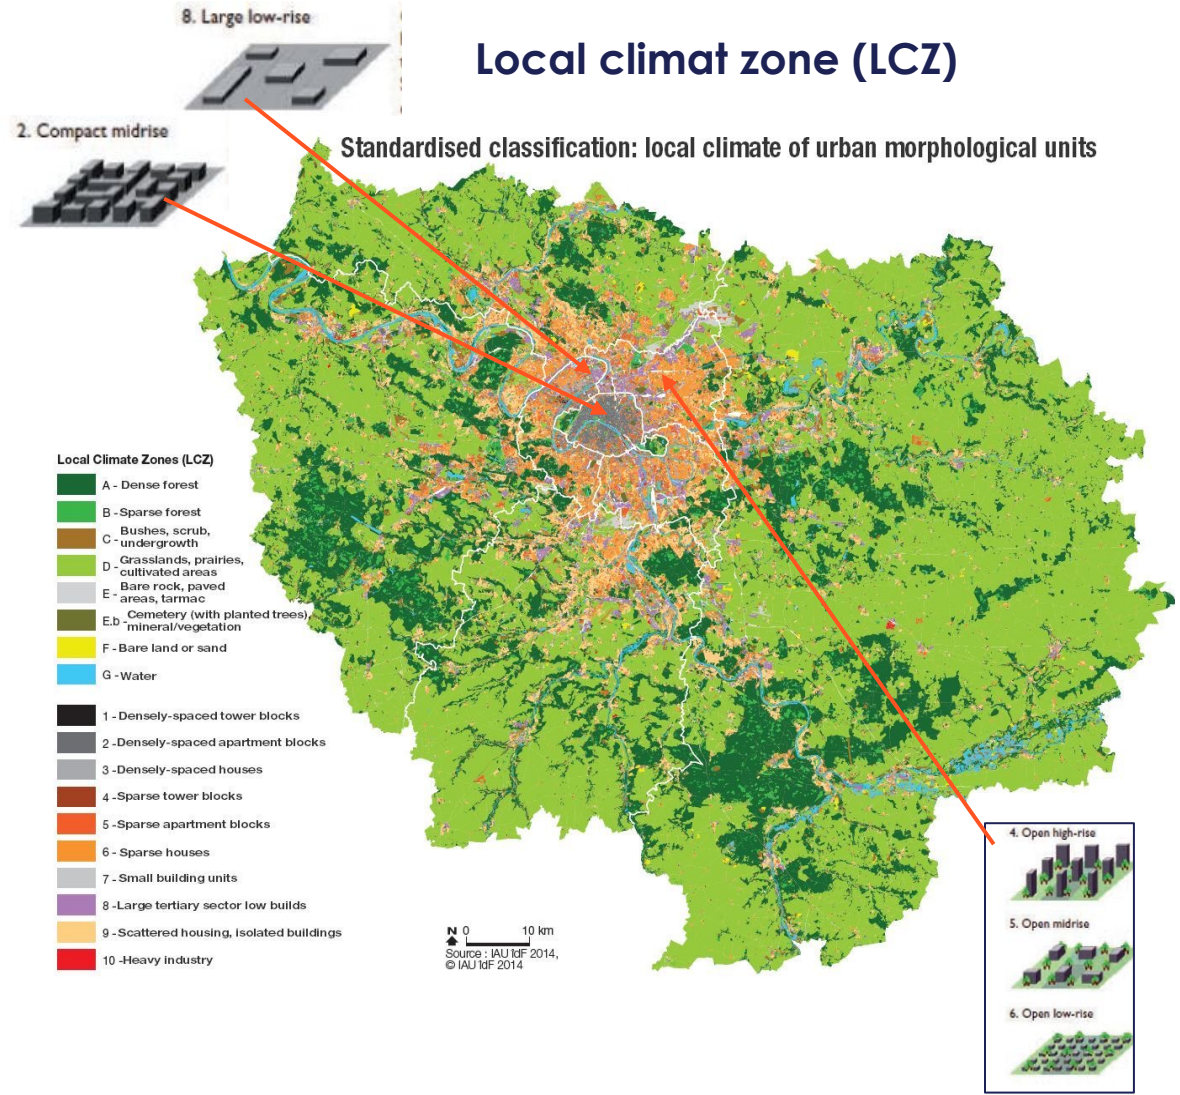 8. Large low-rise
Local climat zone (LCZ)
2. Compact midrise
Standardised classification: local climate of urban morphological units
Local Climate Zones (LCZ)
A - Dense forest
B - Sparse forest
C - Bushes, scrub,
undergrowth
D - Grasslands, prairies,
cultivated areas
E - Bare rock, paved
areas, tarmac
E.b - Cemetery (with planted trees),
mineral/vegetation
F - Bare land or sand
G - Water
1 - Densely-spaced tower blocks
2 - Densely-spaced apartment blocks
3 - Densely-spaced houses
4 - Sparse tower blocks
5 - Sparse apartment blocks
6 - Sparse houses
7 - Small building units
8 - Large tertiary sector low builds
9 - Scattered housing, isolated buildings
10 - Heavy industry
N 0 10 km
Source : IAU îdF 2014,
© IAU îdF 2014
4. Open high-rise
5. Open midrise
6. Open low-rise